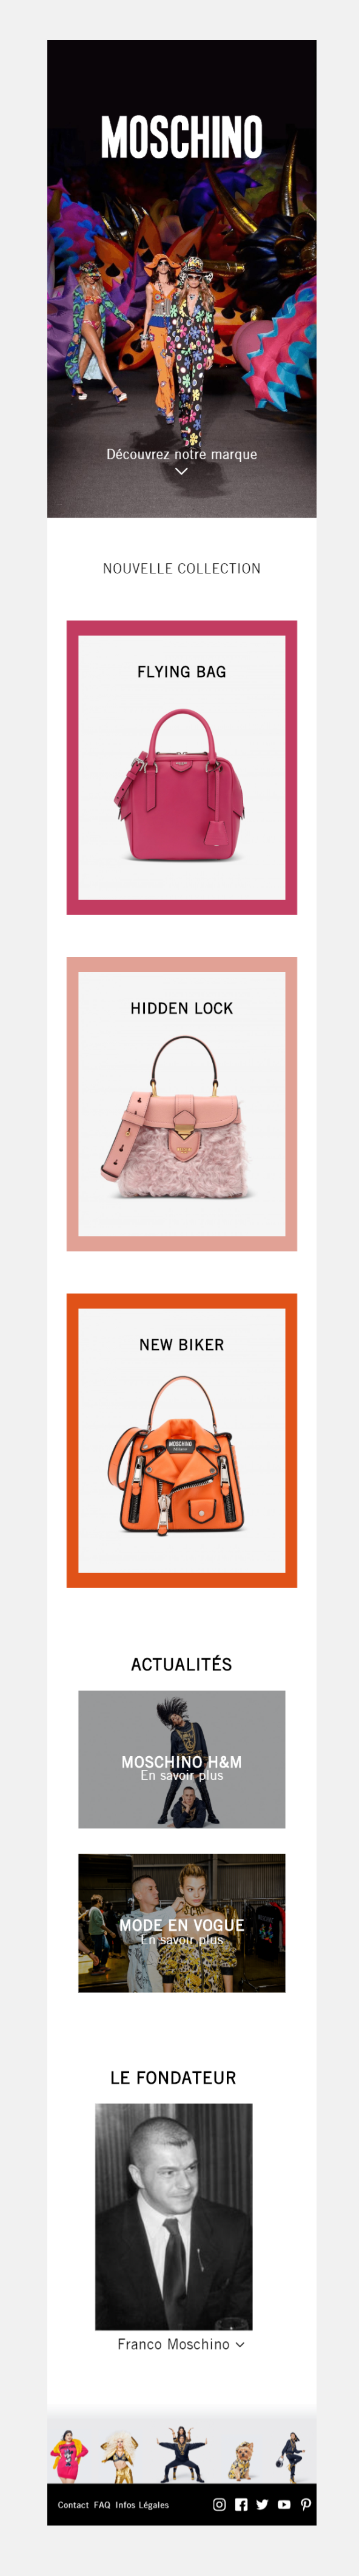 MOSCHINO
Découvrez notre marque
NOUVELLE COLLECTION
FLYING BAG
HIDDEN LOCK
NEW BIKER
MOSCHINO
ACTUALITÉS
MOSCHINO H&M
En savoir plus
MODE EN VOGUE
En savoir plus
LE FONDATEUR
Franco Moschino
Contact FAQ Infos Légales